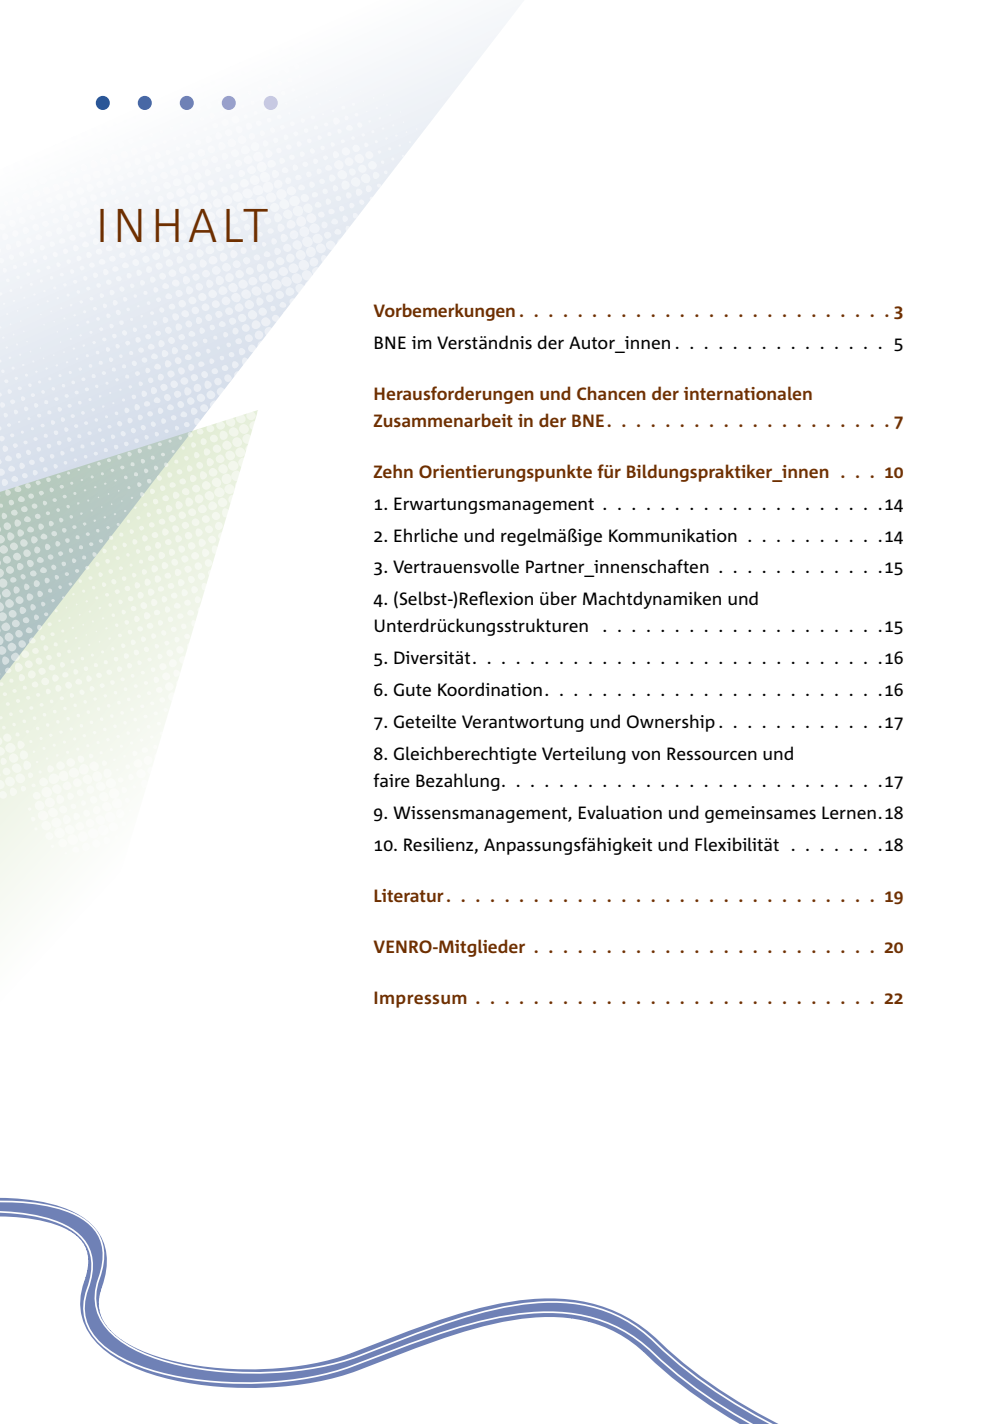 INHALT
Vorbemerkungen . . . . . . . . . . . . . . . . . . . . . . . . . . 3
BNE im Verständnis der Autor_innen . . . . . . . . . . . . . . . 5
Herausforderungen und Chancen der internationalen
Zusammenarbeit in der BNE . . . . . . . . . . . . . . . . . . . . 7
Zehn Orientierungspunkte für Bildungspraktiker_innen . . . 10
1. Erwartungsmanagement . . . . . . . . . . . . . . . . . . . . 14
2. Ehrliche und regelmäßige Kommunikation . . . . . . . . . . 14
3. Vertrauensvolle Partner_innenschaften . . . . . . . . . . . . 15
4. (Selbst-)Reflexion über Machtdynamiken und
Unterdrückungsstrukturen . . . . . . . . . . . . . . . . . . . . 15
5. Diversität . . . . . . . . . . . . . . . . . . . . . . . . . . . . . 16
6. Gute Koordination . . . . . . . . . . . . . . . . . . . . . . . . 16
7. Geteilte Verantwortung und Ownership . . . . . . . . . . . . 17
8. Gleichberechtigte Verteilung von Ressourcen und
faire Bezahlung . . . . . . . . . . . . . . . . . . . . . . . . . . . 17
9. Wissensmanagement, Evaluation und gemeinsames Lernen . 18
10. Resilienz, Anpassungsfähigkeit und Flexibilität . . . . . . . 18
Literatur . . . . . . . . . . . . . . . . . . . . . . . . . . . . . . 19
VENRO-Mitglieder . . . . . . . . . . . . . . . . . . . . . . . . 20
Impressum . . . . . . . . . . . . . . . . . . . . . . . . . . . . 22